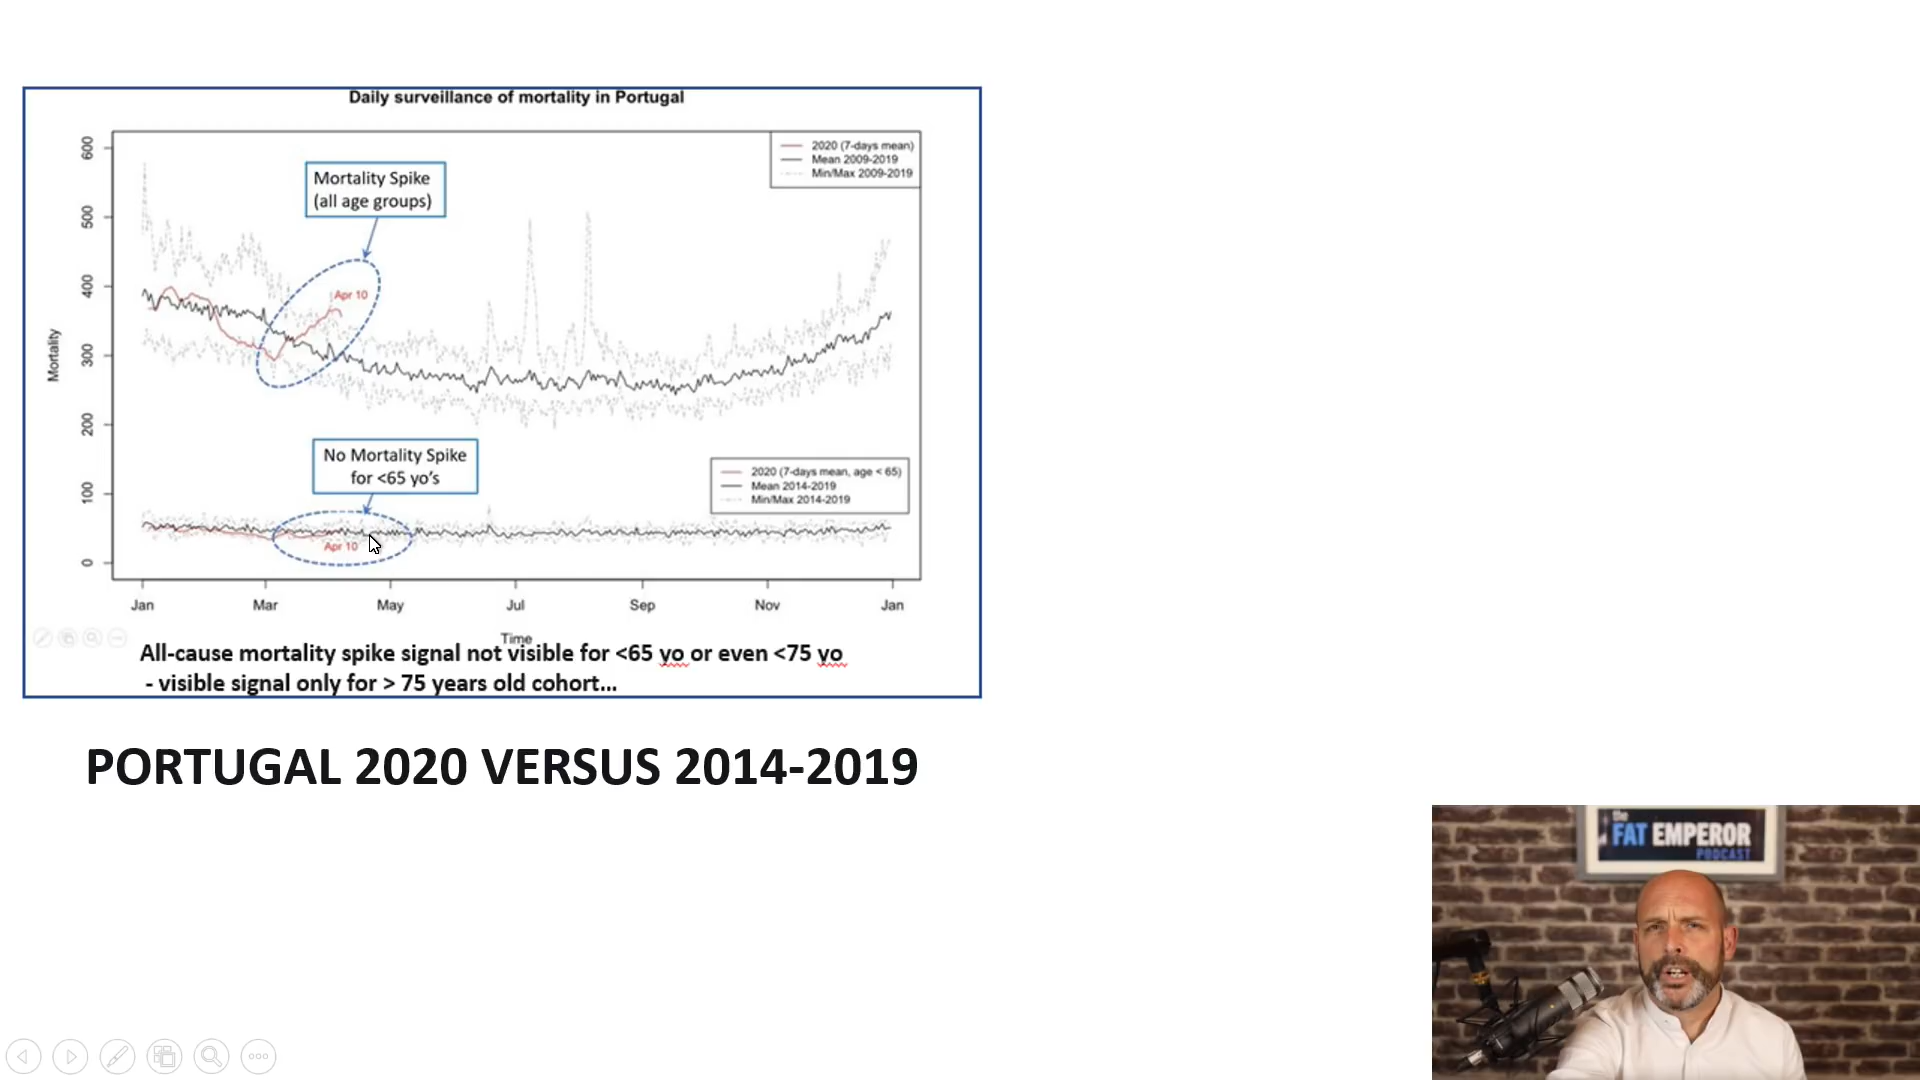 Daily surveillance of mortality in Portugal
600
500
400
300
200
100
0
Mortality
2020 (7-days mean)
Mean 2009-2019
Min/Max 2009-2019
Mortality Spike
(all age groups)
Apr 10
No Mortality Spike
for <65 yo's
2020 (7-days mean, age < 65)
Mean 2014-2019
Min/Max 2014-2019
Apr 10
Jan
Mar
May
Jul
Sep
Nov
Jan
Time
All-cause mortality spike signal not visible for <65 yo or even <75 yo
- visible signal only for > 75 years old cohort...
PORTUGAL 2020 VERSUS 2014-2019
the
FAT EMPEROR
PODCAST